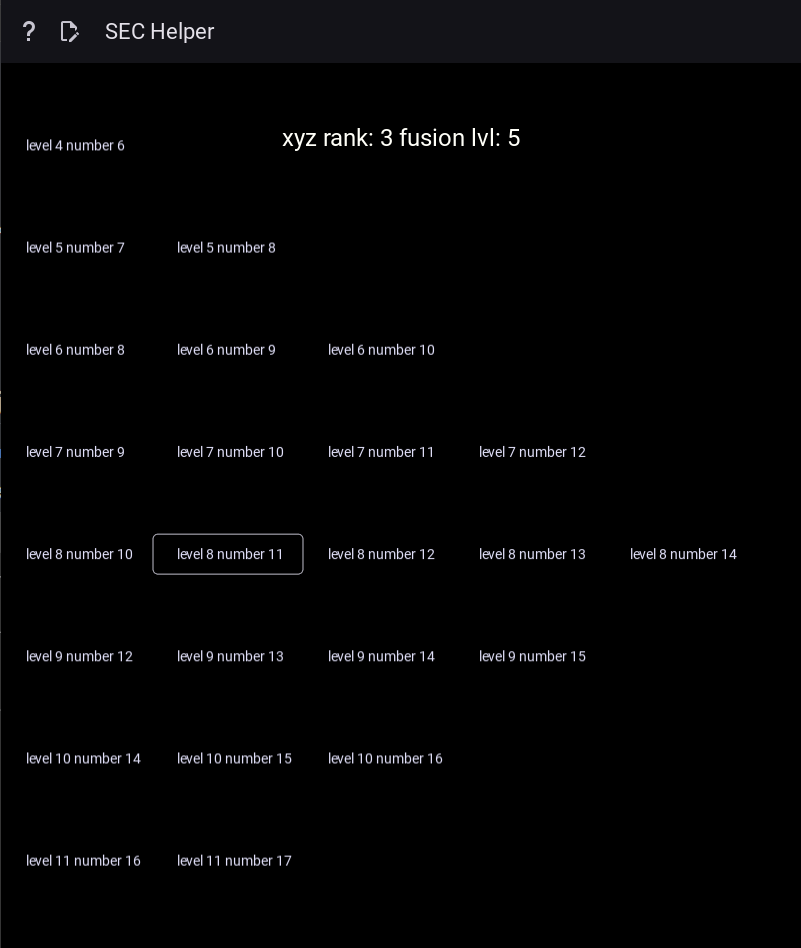 ? SEC Helper
xyz rank: 3 fusion lvl: 5
level 4 number 6
level 5 number 7 level 5 number 8
level 6 number 8 level 6 number 9 level 6 number 10
level 7 number 9 level 7 number 10 level 7 number 11 level 7 number 12
level 8 number 10 level 8 number 11 level 8 number 12 level 8 number 13 level 8 number 14
level 9 number 12 level 9 number 13 level 9 number 14 level 9 number 15
level 10 number 14 level 10 number 15 level 10 number 16
level 11 number 16 level 11 number 17